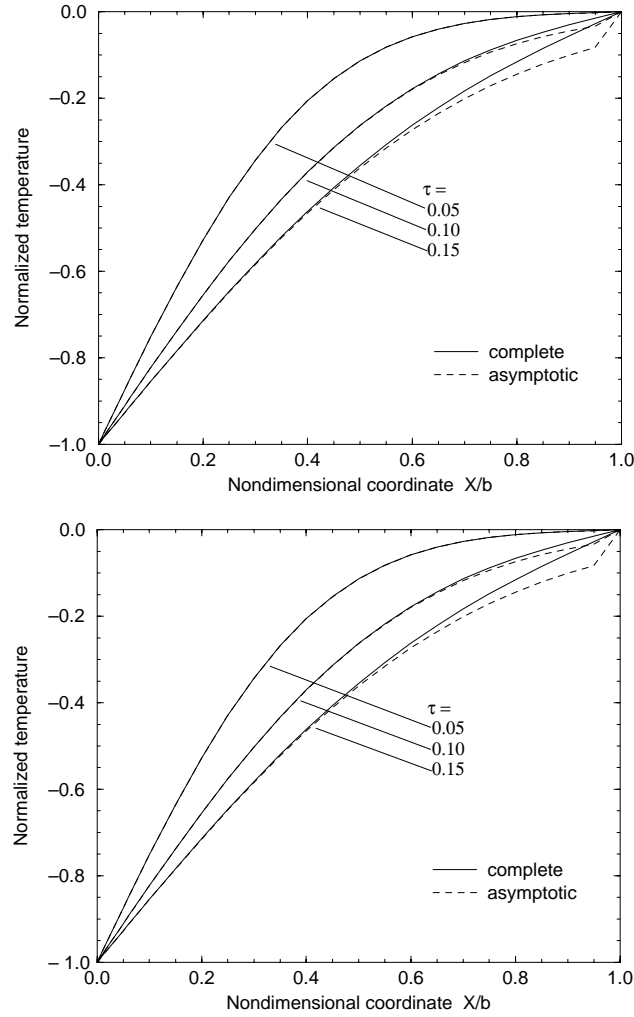 0.0
−0.2
−0.4
−0.6
−0.8
−1.0
Normalized temperature
τ =
0.05
0.10
0.15
complete
asymptotic
0.0 0.2 0.4 0.6 0.8 1.0
Nondimensional coordinate X/b
0.0
−0.2
−0.4
−0.6
−0.8
−1.0
Normalized temperature
τ =
0.05
0.10
0.15
complete
asymptotic
0.0 0.2 0.4 0.6 0.8 1.0
Nondimensional coordinate X/b